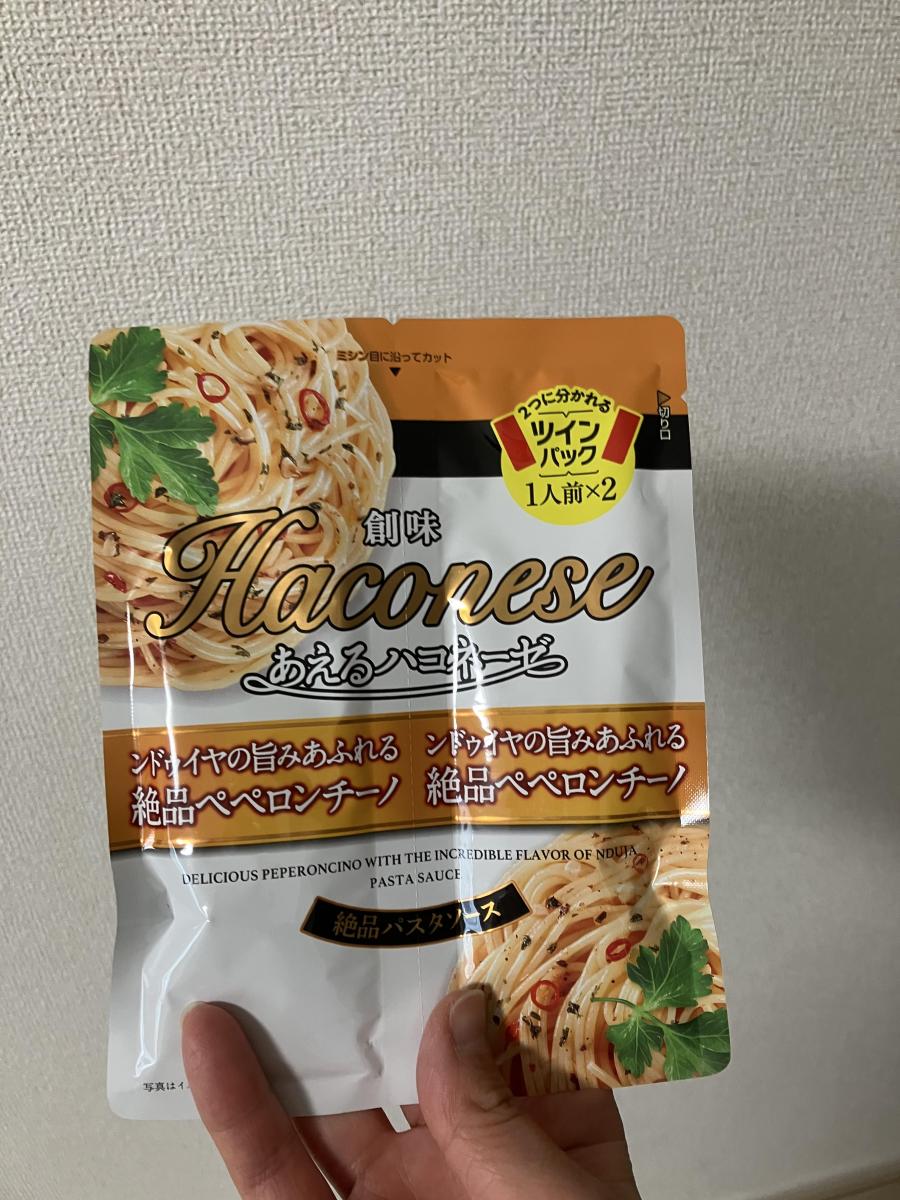 ミシン目に沿ってカット
切り口
2つに分かれる
ツイン
パック
1人前×2
創味
Haconese
あえるハコネーゼ
ンドゥイヤの旨みあふれる
絶品ペペロンチーノ
ンドゥイヤの旨みあふれる
絶品ペペロンチーノ
DELICIOUS PEPERONCINO WITH THE INCREDIBLE FLAVOR OF NDUJA
PASTA SAUCE
絶品パスタソース
写真はイ